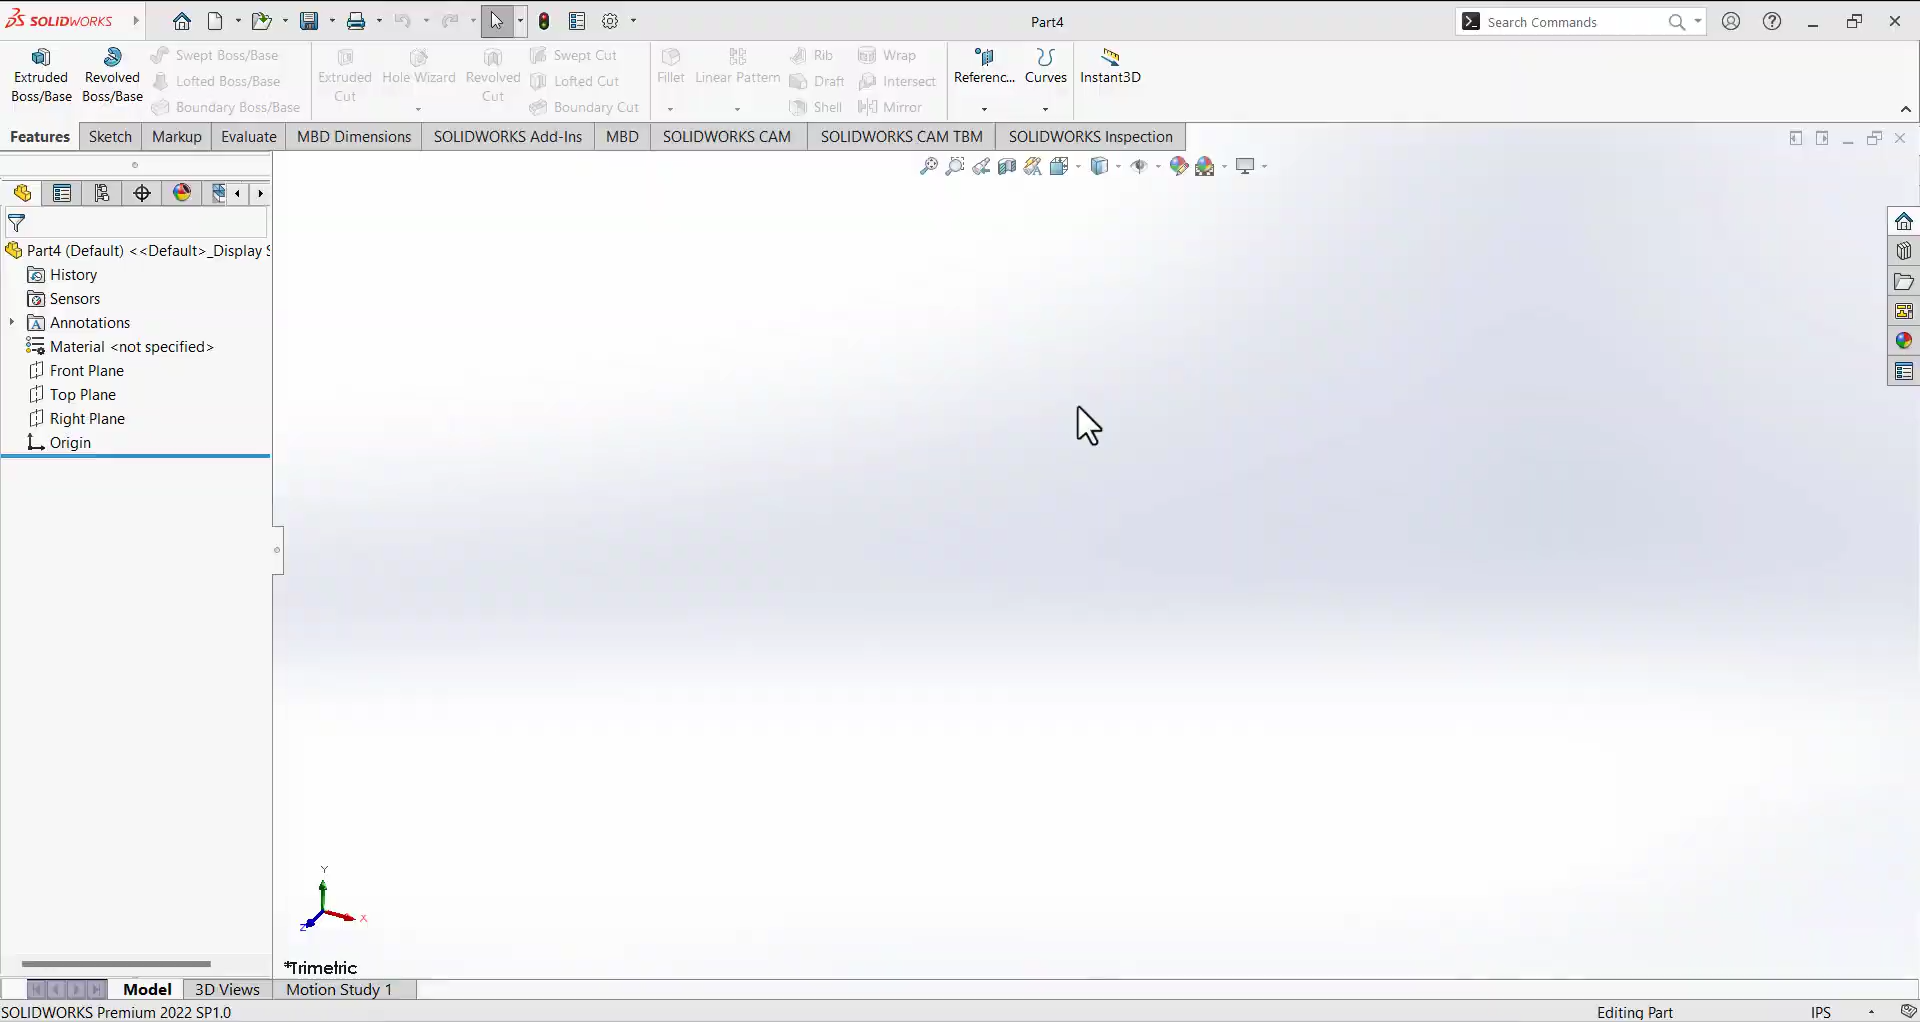 SOLIDWORKS
Part4
Search Commands
Extruded Boss/Base
Revolved Boss/Base
Swept Boss/Base
Lofted Boss/Base
Boundary Boss/Base
Extruded Cut
Hole Wizard
Revolved Cut
Swept Cut
Lofted Cut
Boundary Cut
Fillet
Linear Pattern
Rib
Draft
Shell
Wrap
Intersect
Mirror
Referenc...
Curves
Instant3D
Features
Sketch
Markup
Evaluate
MBD Dimensions
SOLIDWORKS Add-Ins
MBD
SOLIDWORKS CAM
SOLIDWORKS CAM TBM
SOLIDWORKS Inspection
Part4 (Default) <<Default>_Display S
History
Sensors
Annotations
Material <not specified>
Front Plane
Top Plane
Right Plane
Origin
Y
X
Z
*Trimetric
Model
3D Views
Motion Study 1
SOLIDWORKS Premium 2022 SP1.0
Editing Part
IPS